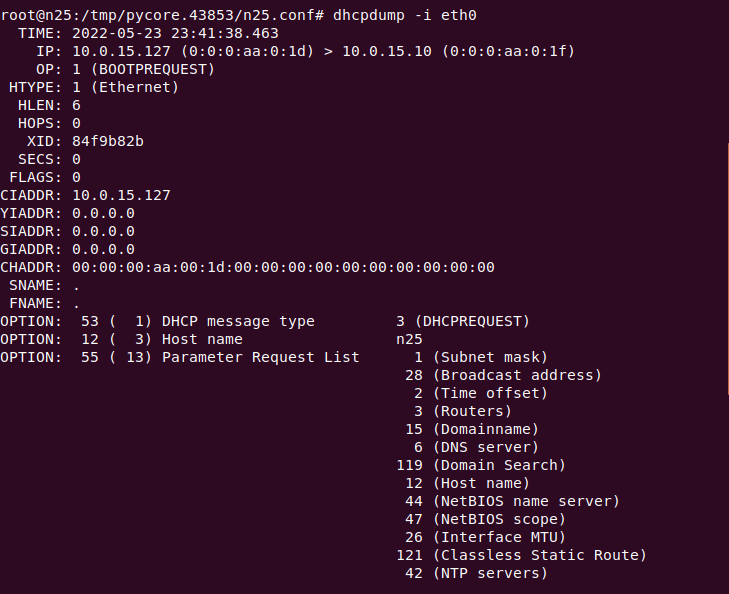 root@n25:/tmp/pycore.43853/n25.conf# dhcpdump -i eth0
  TIME: 2022-05-23 23:41:38.463
    IP: 10.0.15.127 (0:0:0:aa:0:1d) > 10.0.15.10 (0:0:0:aa:0:1f)
    OP: 1 (BOOTPREQUEST)
 HTYPE: 1 (Ethernet)
  HLEN: 6
  HOPS: 0
   XID: 84f9b82b
  SECS: 0
 FLAGS: 0
CIADDR: 10.0.15.127
YIADDR: 0.0.0.0
SIADDR: 0.0.0.0
GIADDR: 0.0.0.0
CHADDR: 00:00:00:aa:00:1d:00:00:00:00:00:00:00:00:00:00
 SNAME: .
 FNAME: .
OPTION:  53 (  1) DHCP message type         3 (DHCPREQUEST)
OPTION:  12 (  3) Host name                 n25
OPTION:  55 ( 13) Parameter Request List      1 (Subnet mask)
                                             28 (Broadcast address)
                                              2 (Time offset)
                                              3 (Routers)
                                             15 (Domainname)
                                              6 (DNS server)
                                            119 (Domain Search)
                                             12 (Host name)
                                             44 (NetBIOS name server)
                                             47 (NetBIOS scope)
                                             26 (Interface MTU)
                                            121 (Classless Static Route)
                                             42 (NTP servers)